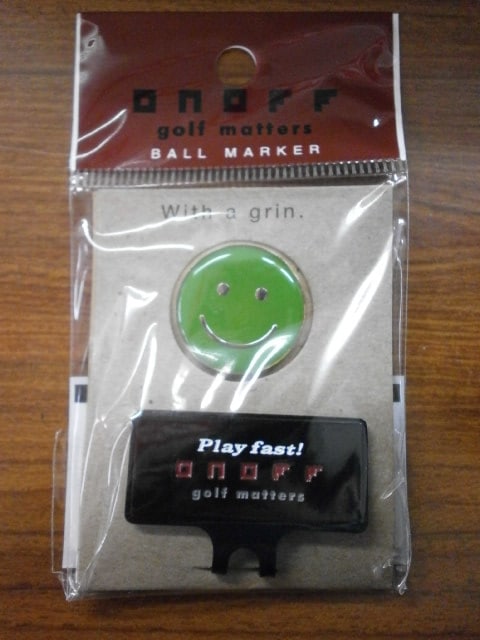 ONOFF
golf matters
BALL MARKER
With a grin.
Play fast!
ONOFF
golf matters